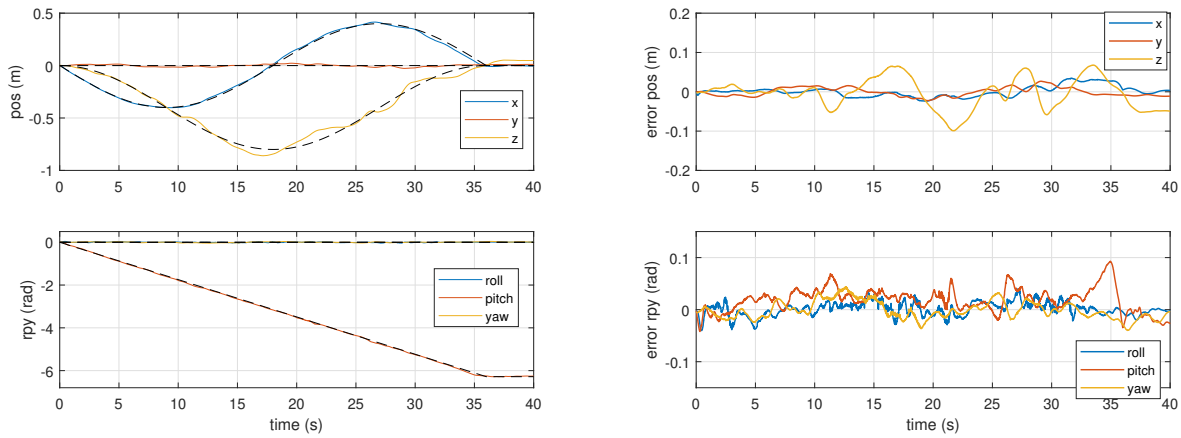 0.5
0
-0.5
-1
pos (m)
x
y
z
0 5 10 15 20 25 30 35 40
0.2
0.1
0
-0.1
-0.2
error pos (m)
x
y
z
0 5 10 15 20 25 30 35 40
0
-2
-4
-6
rpy (rad)
roll
pitch
yaw
0 5 10 15 20 25 30 35 40
time (s)
0.1
0
-0.1
error rpy (rad)
roll
pitch
yaw
0 5 10 15 20 25 30 35 40
time (s)